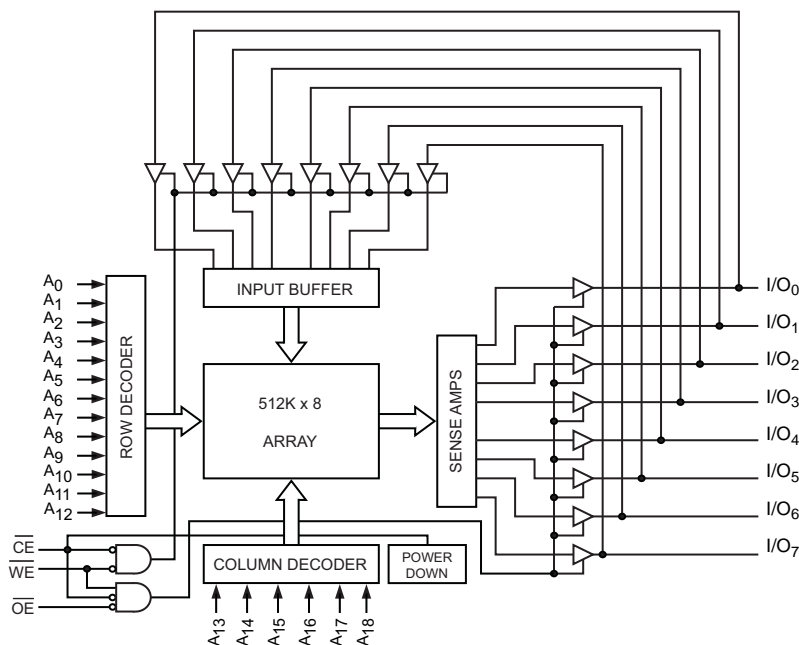 INPUT BUFFER
A0
A1
A2
A3
A4
A5
A6
A7
A8
A9
A10
A11
A12
ROW DECODER
512K x 8
ARRAY
SENSE AMPS
I/O0
I/O1
I/O2
I/O3
I/O4
I/O5
I/O6
I/O7
CE
WE
OE
COLUMN DECODER
POWER
DOWN
A13
A14
A15
A16
A17
A18